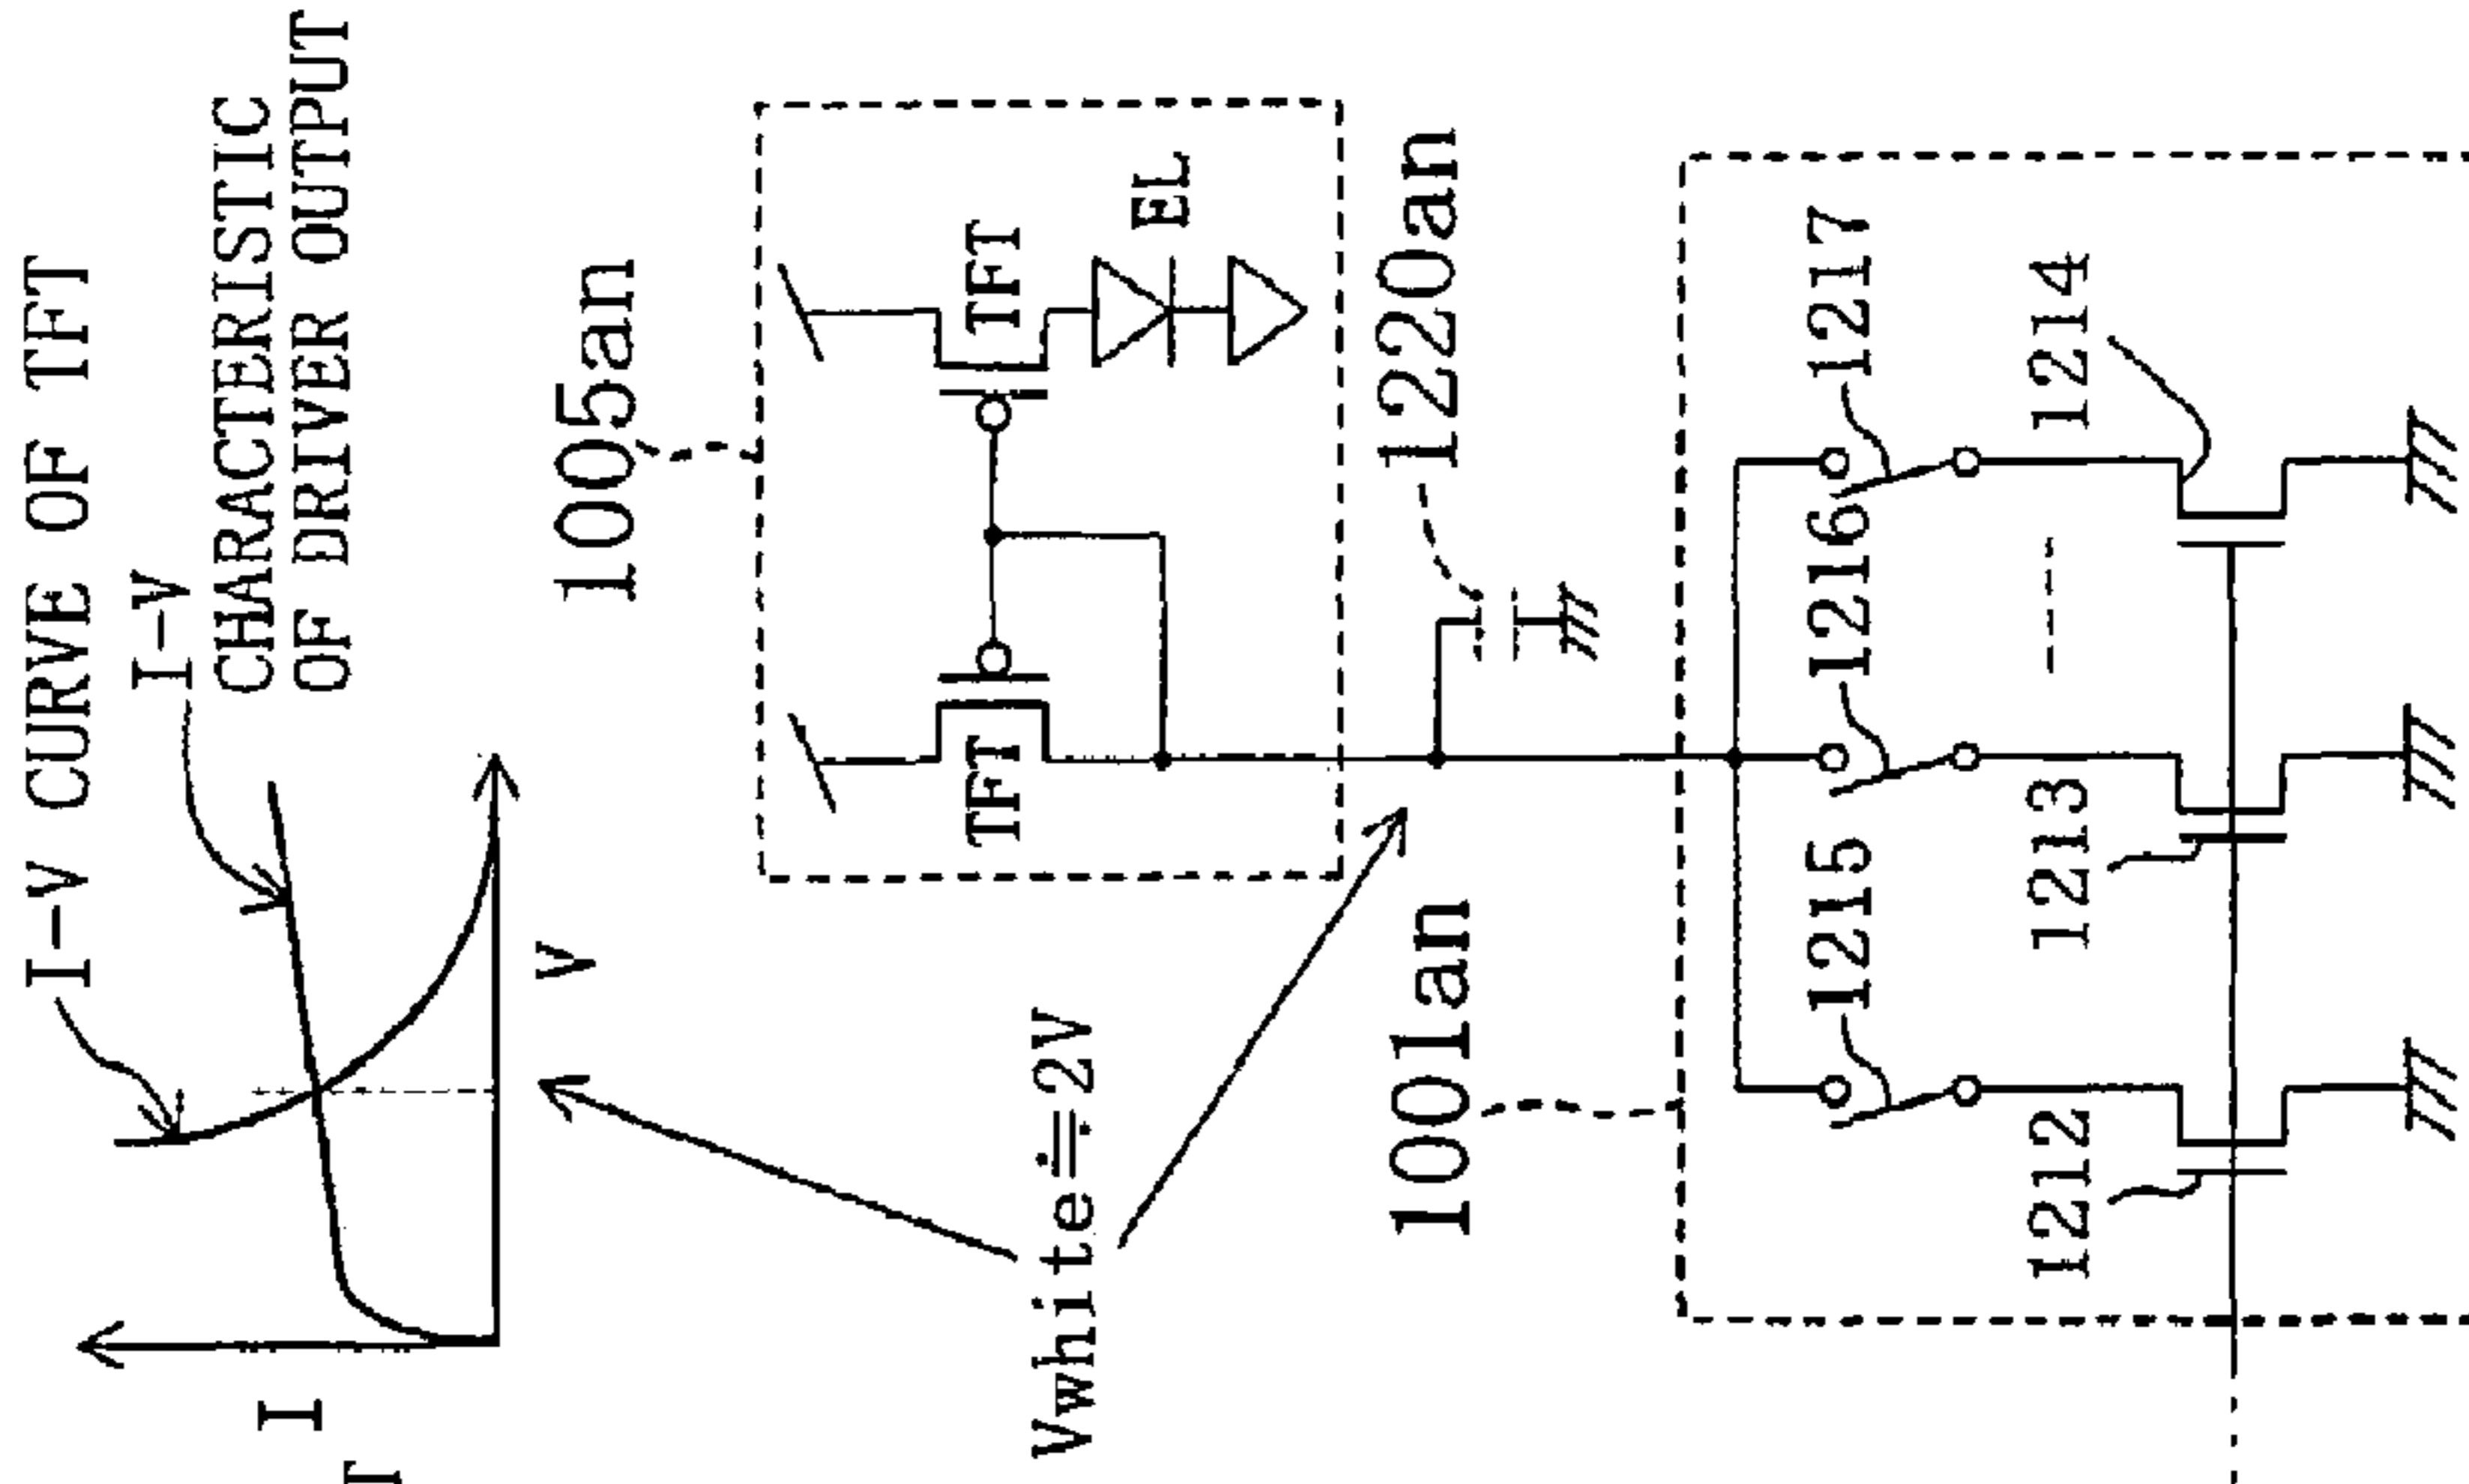 I-V CURVE OF TFT
I-V
CHARACTERISTIC
OF DRIVER OUTPUT
I
V
1005an
TFT
TFT
EL
Vwhite≒2V
1220an
1001an
1215
1216
1217
1212
1213
1214